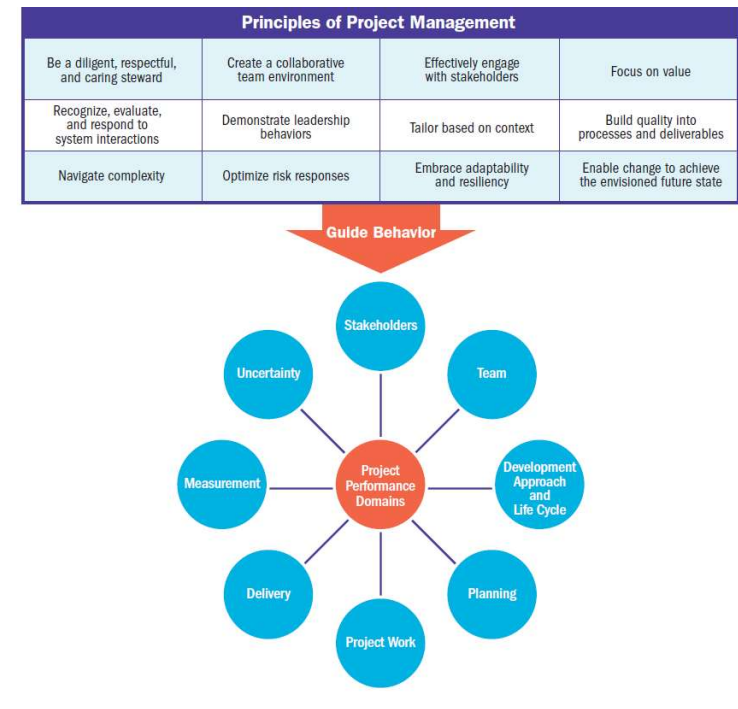 Principles of Project Management
Be a diligent, respectful,
and caring steward
Create a collaborative
team environment
Effectively engage
with stakeholders
Focus on value
Recognize, evaluate,
and respond to
system interactions
Demonstrate leadership
behaviors
Tailor based on context
Build quality into
processes and deliverables
Navigate complexity
Optimize risk responses
Embrace adaptability
and resiliency
Enable change to achieve
the envisioned future state
Guide Behavior
Stakeholders
Uncertainty
Team
Measurement
Project
Performance
Domains
Development
Approach
and
Life Cycle
Delivery
Planning
Project Work